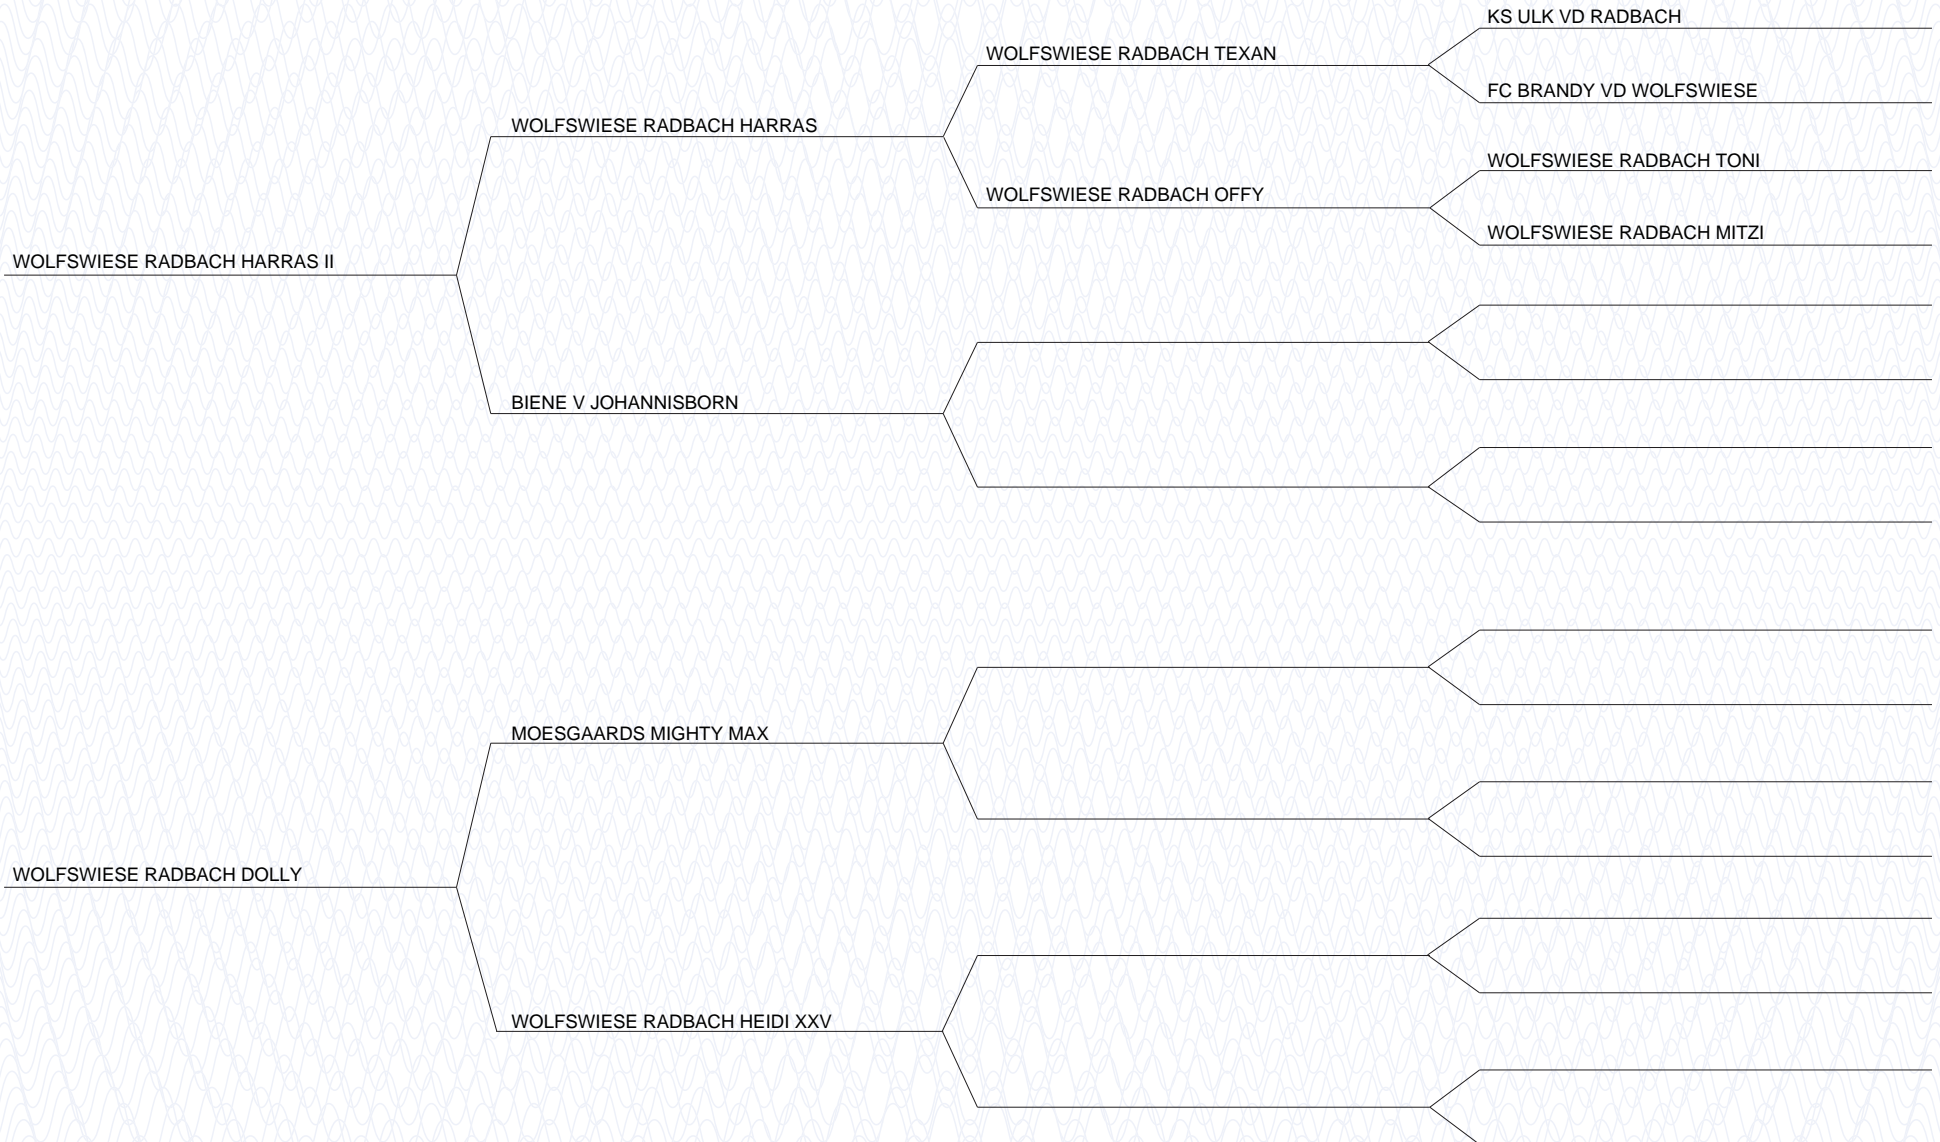 KS ULK VD RADBACH
WOLFSWIESE RADBACH TEXAN
FC BRANDY VD WOLFSWIESE
WOLFSWIESE RADBACH HARRAS
WOLFSWIESE RADBACH TONI
WOLFSWIESE RADBACH OFFY
WOLFSWIESE RADBACH MITZI
WOLFSWIESE RADBACH HARRAS II
BIENE V JOHANNISBORN
MOESGAARDS MIGHTY MAX
WOLFSWIESE RADBACH DOLLY
WOLFSWIESE RADBACH HEIDI XXV